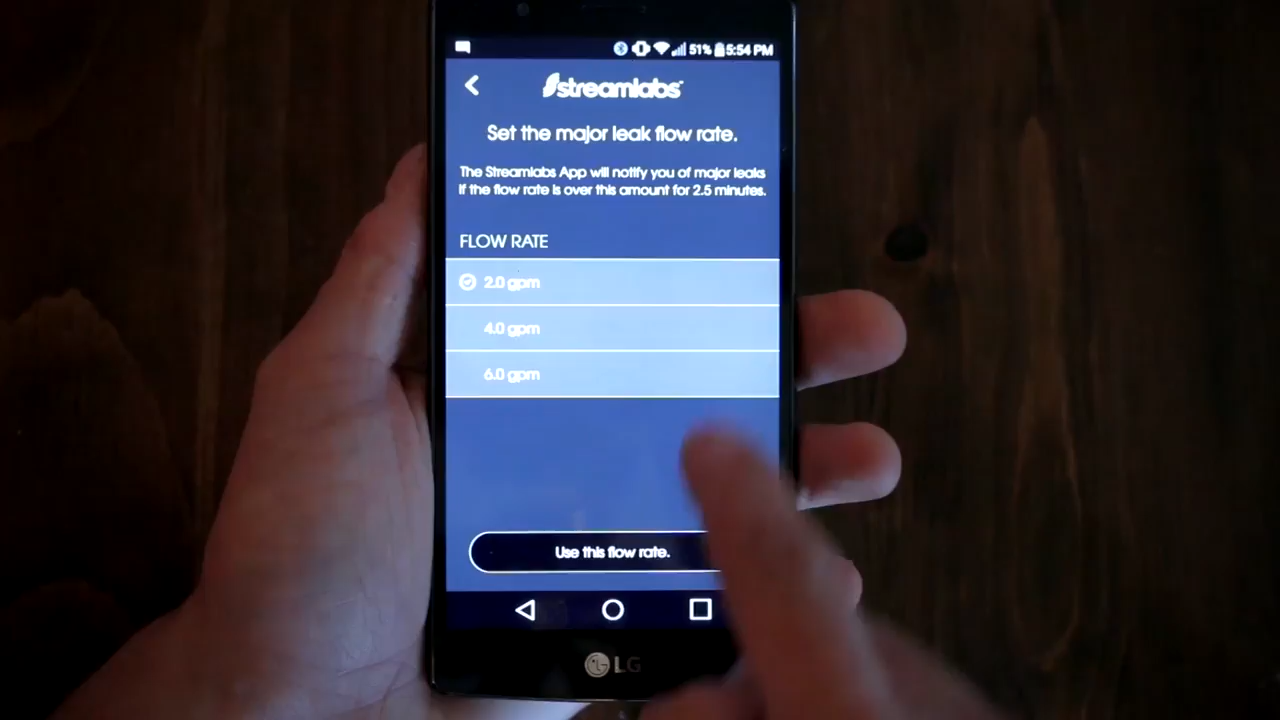 51% 5:54 PM
streamlabs
Set the major leak flow rate.
The Streamlabs App will notify you of major leaks
if the flow rate is over this amount for 2.5 minutes.
FLOW RATE
2.0 gpm
4.0 gpm
6.0 gpm
Use this flow rate.
LG